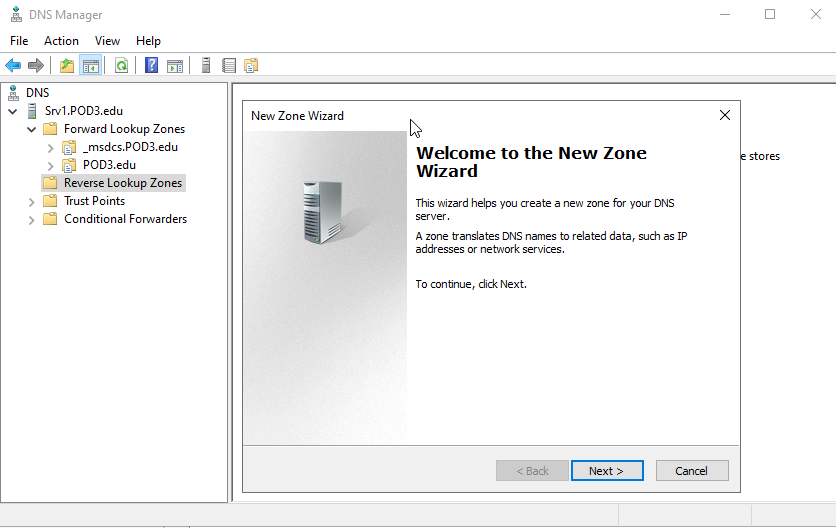 DNS Manager
File Action View Help
DNS
Srv1.POD3.edu
Forward Lookup Zones
_msdcs.POD3.edu
POD3.edu
Reverse Lookup Zones
Trust Points
Conditional Forwarders
e stores
New Zone Wizard
Welcome to the New Zone
Wizard
This wizard helps you create a new zone for your DNS
server.
A zone translates DNS names to related data, such as IP
addresses or network services.
To continue, click Next.
< Back Next > Cancel